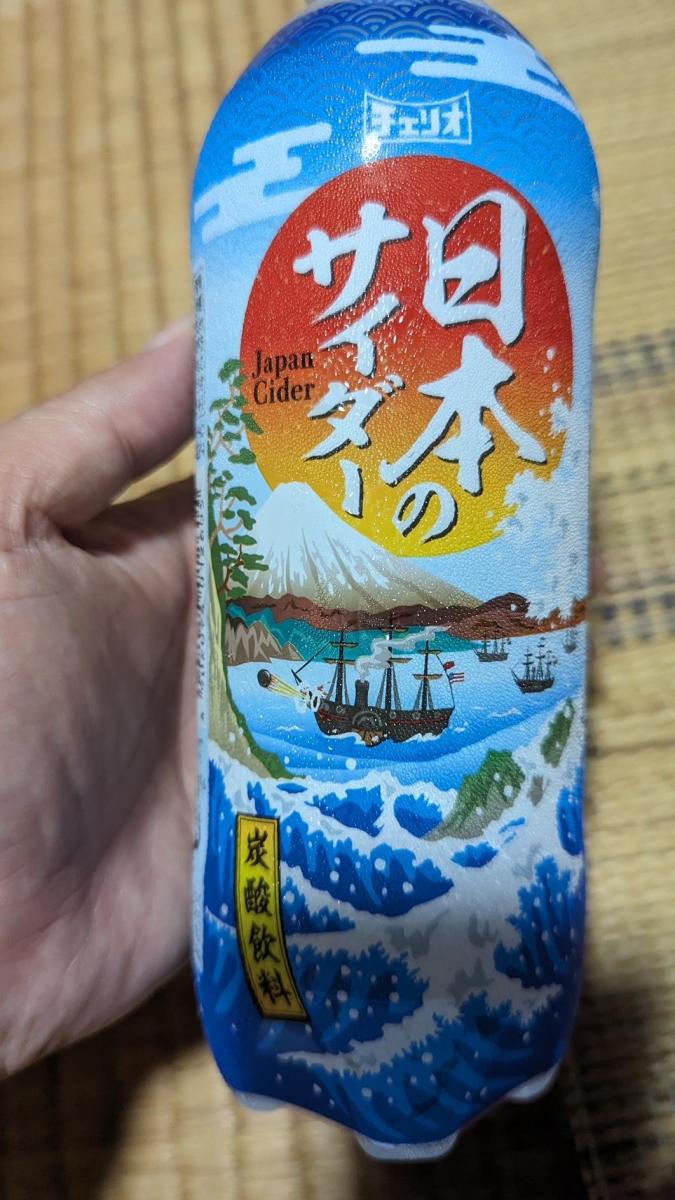 チェリオ
日本の
サイダー
Japan
Cider
炭酸飲料